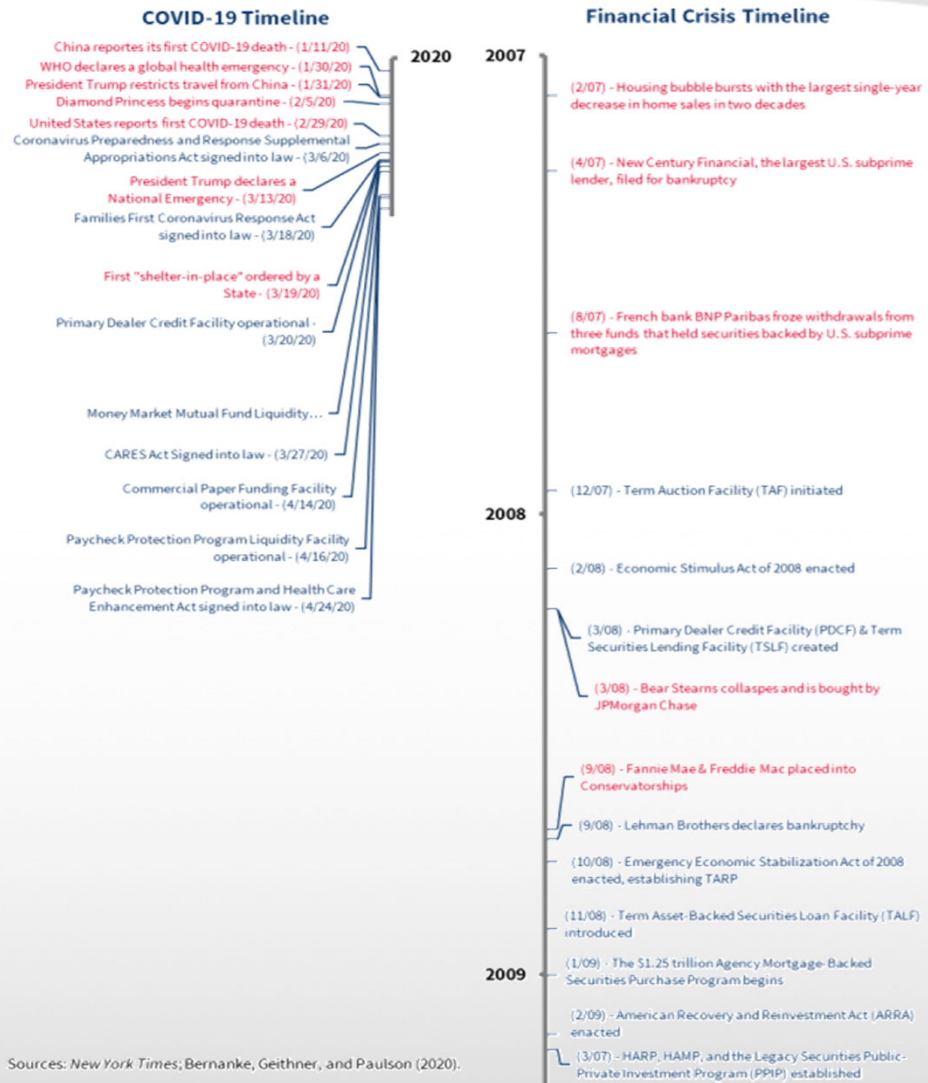 COVID-19 Timeline
China reportes its first COVID-19 death - (1/11/20)
WHO declares a global health emergency - (1/30/20)
President Trump restricts travel from China - (1/31/20)
Diamond Princess begins quarantine - (2/5/20)
United States reports first COVID-19 death - (2/29/20)
Coronavirus Preparedness and Response Supplemental
Appropriations Act signed into law - (3/6/20)
President Trump declares a
National Emergency - (3/13/20)
Families First Coronavirus Response Act
signed into law - (3/18/20)
First "shelter-in-place" ordered by a
State - (3/19/20)
Primary Dealer Credit Facility operational -
(3/20/20)
Money Market Mutual Fund Liquidity...
CARES Act Signed into law - (3/27/20)
Commercial Paper Funding Facility
operational - (4/14/20)
Paycheck Protection Program Liquidity Facility
operational - (4/16/20)
Paycheck Protection Program and Health Care
Enhancement Act signed into law - (4/24/20)
2020
Financial Crisis Timeline
2007
(2/07) - Housing bubble bursts with the largest single-year
decrease in home sales in two decades
(4/07) - New Century Financial, the largest U.S. subprime
lender, filed for bankruptcy
(8/07) - French bank BNP Paribas froze withdrawals from
three funds that held securities backed by U.S. subprime
mortgages
(12/07) - Term Auction Facility (TAF) initiated
2008
(2/08) - Economic Stimulus Act of 2008 enacted
(3/08) - Primary Dealer Credit Facility (PDCF) & Term
Securities Lending Facility (TSLF) created
(3/08) - Bear Stearns collaspes and is bought by
JPMorgan Chase
(9/08) - Fannie Mae & Freddie Mac placed into
Conservatorships
(9/08) - Lehman Brothers declares bankruptchy
(10/08) - Emergency Economic Stabilization Act of 2008
enacted, establishing TARP
(11/08) - Term Asset-Backed Securities Loan Facility (TALF)
introduced
2009
(1/09) - The $1.25 trillion Agency Mortgage-Backed
Securities Purchase Program begins
(2/09) - American Recovery and Reinvestment Act (ARRA)
enacted
(3/07) - HARP, HAMP, and the Legacy Securities Public-
Private Investment Program (PPIP) established
Sources: New York Times; Bernanke, Geithner, and Paulson (2020).